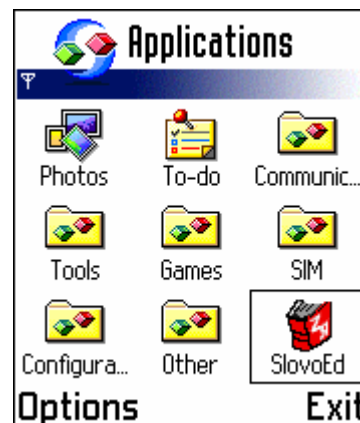 Applications
Photos To-do Communic...
Tools Games SIM
Configura... Other SlovoEd
Options Exit